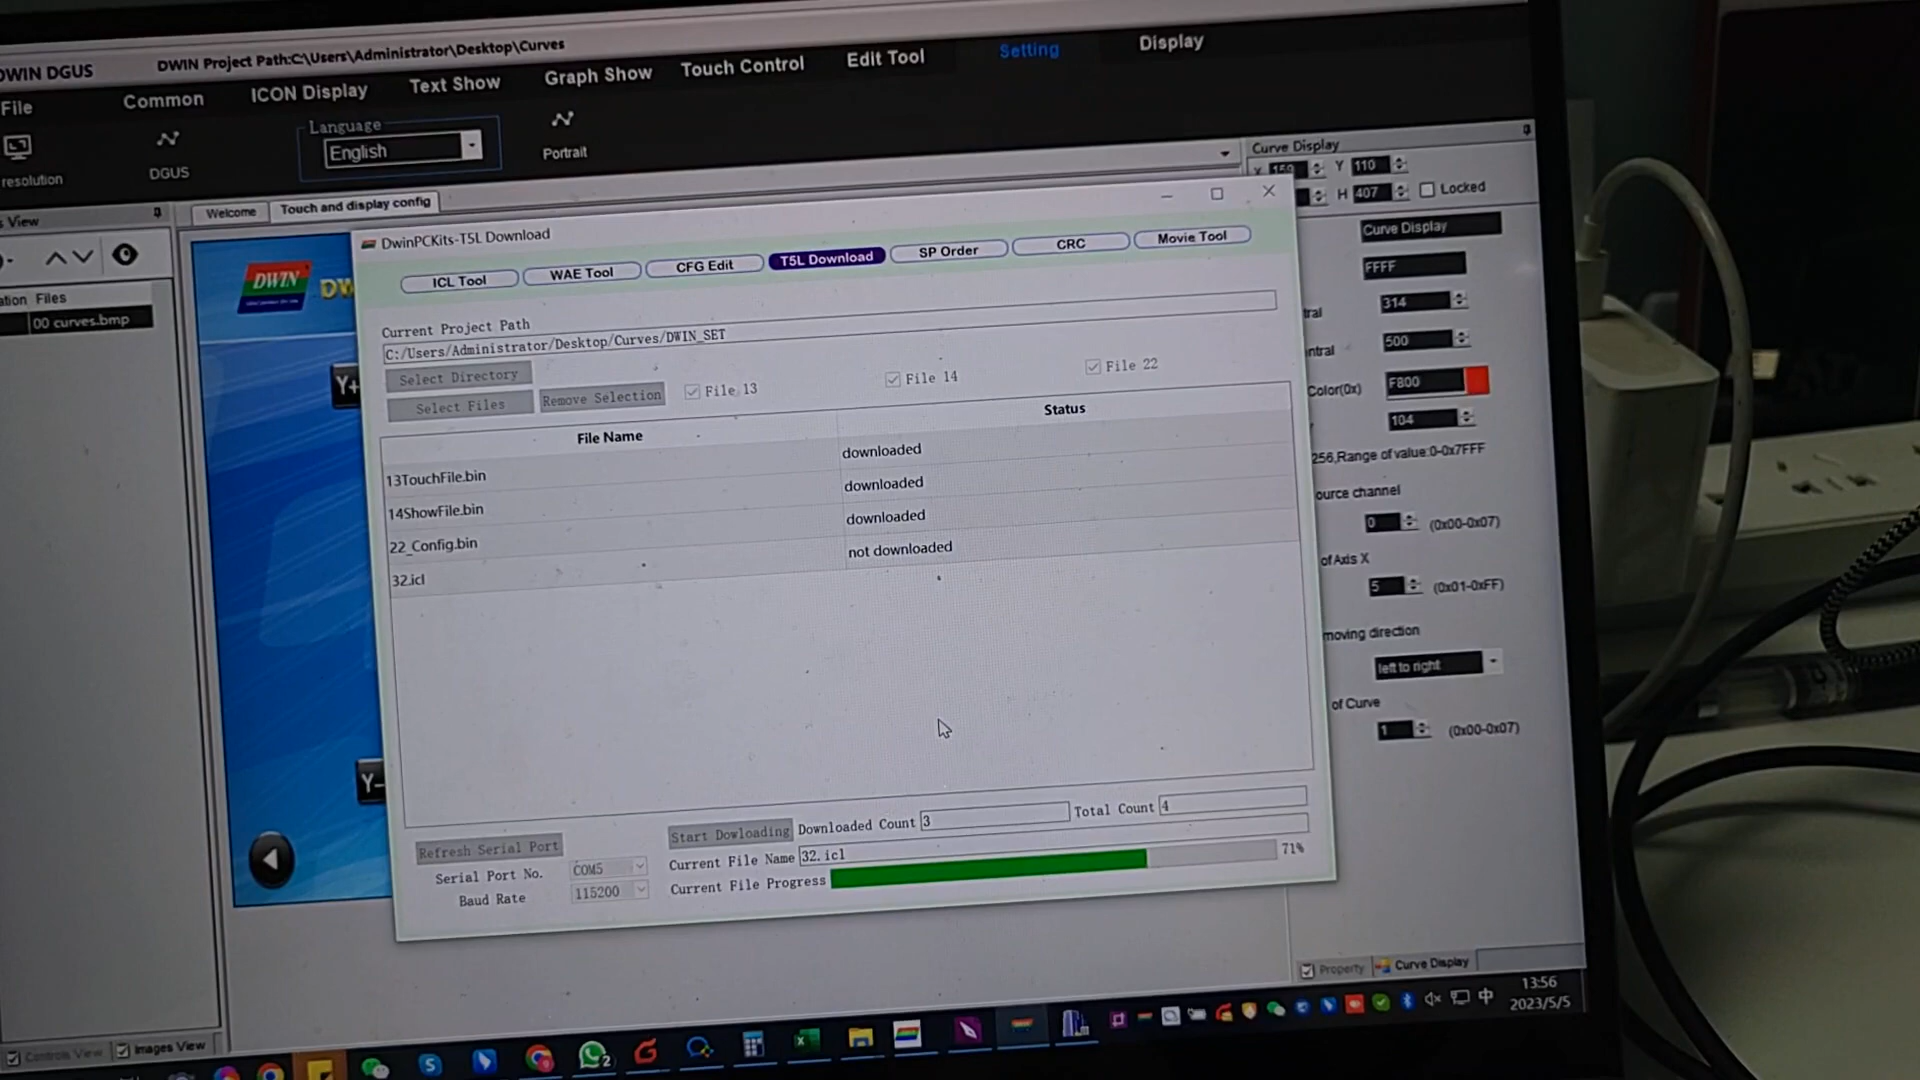 DWIN DGUS
DWIN Project Path:C:\Users\Administrator\Desktop\Curves
File
Common
ICON Display
Text Show
Graph Show
Touch Control
Edit Tool
Setting
Display
resolution
DGUS
Language
English
Portrait
View
Files
00 curves.bmp
Welcome
Touch and display config
DWIN
Y+
Y-
DwinPCKits-T5L Download
ICL Tool
WAE Tool
CFG Edit
T5L Download
SP Order
CRC
Movie Tool
Current Project Path
C:/Users/Administrator/Desktop/Curves/DWIN_SET
Select Directory
Select Files
Remove Selection
File 13
File 14
File 22
File Name
Status
13TouchFile.bin
downloaded
14ShowFile.bin
downloaded
22_Config.bin
downloaded
32.icl
not downloaded
Refresh Serial Port
Serial Port No.
COM5
Baud Rate
115200
Start Dowloading
Downloaded Count
3
Total Count
4
Current File Name
32.icl
Current File Progress
71%
Curve Display
Y
110
H
407
Locked
Curve Display
FFFF
314
500
Color(0x)
F800
104
256,Range of value:0-0x7FFF
ource channel
0
(0x00-0x07)
of Axis X
5
(0x01-0xFF)
moving direction
left to right
of Curve
1
(0x00-0x07)
Property
Curve Display
Controls View
Images View
2
中
13:56
2023/5/5